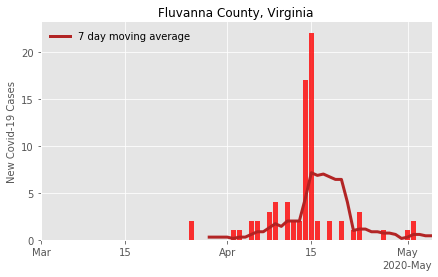 Fluvanna County, Virginia
7 day moving average
New Covid-19 Cases
20
15
10
5
0
Mar
15
Apr
15
May
2020-May